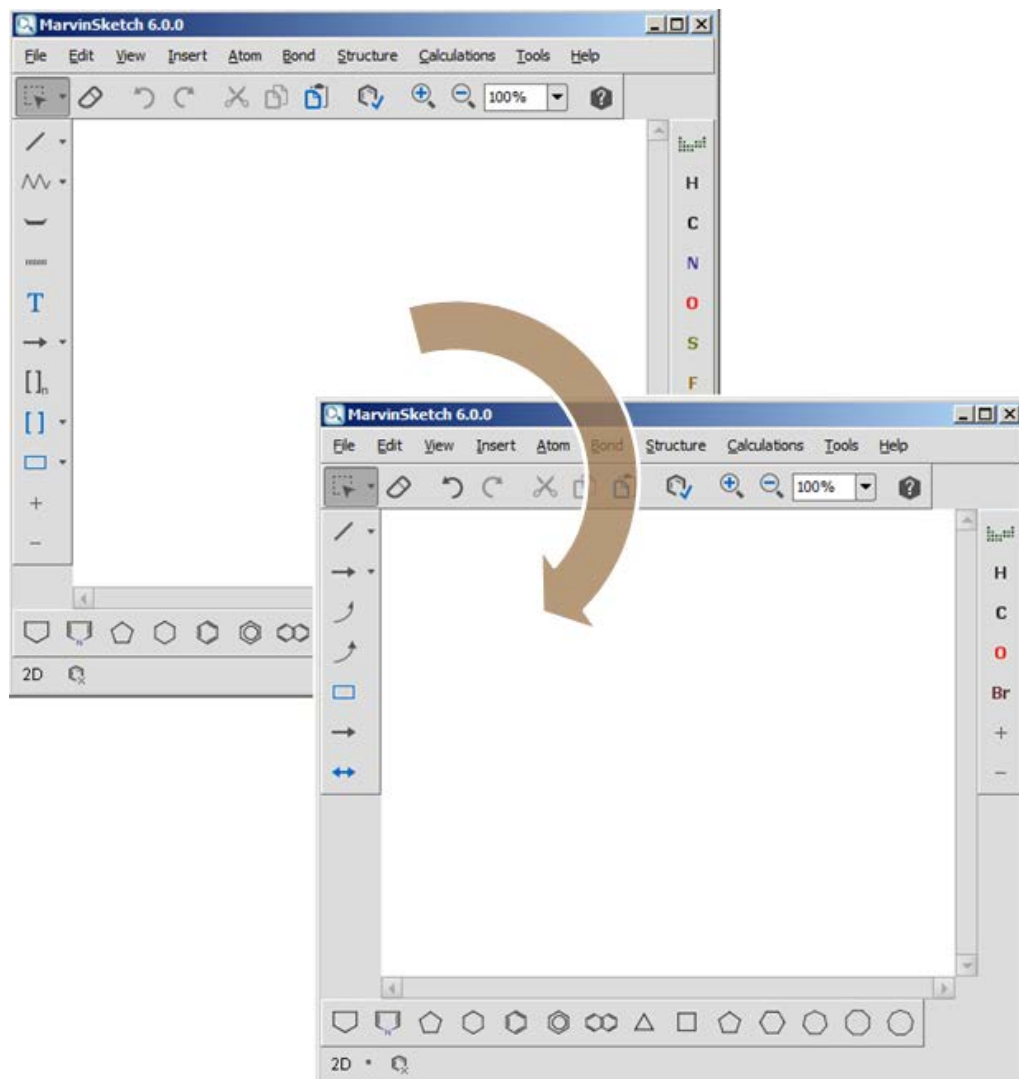 MarvinSketch 6.0.0
File Edit View Insert Atom Bond Structure Calculations Tools Help
100%
H
C
N
T
O
S
[ ]n
F
[ ]
+
−
2D
MarvinSketch 6.0.0
File Edit View Insert Atom Bond Structure Calculations Tools Help
100%
H
C
O
Br
+
−
N
2D